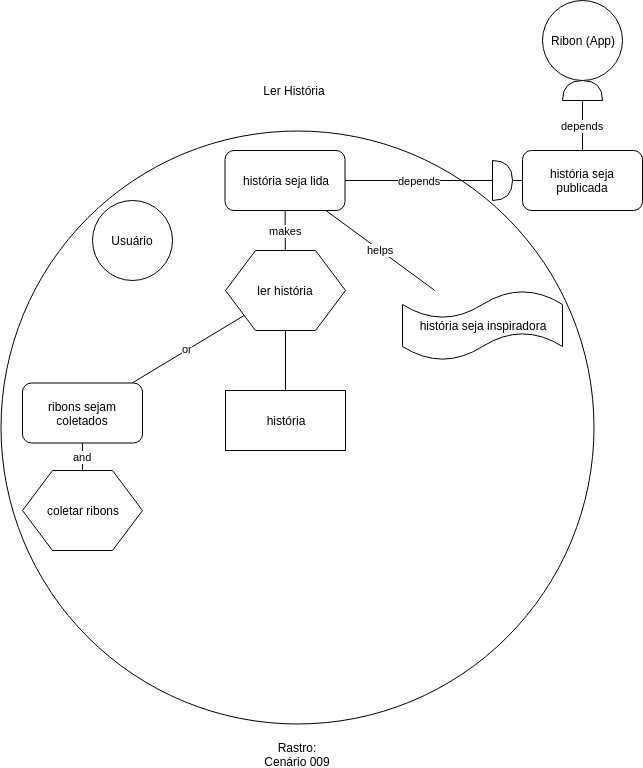 Ribon (App)
Ler História
depends
história seja lida
depends
história seja
publicada
Usuário
makes
helps
ler história
história seja inspiradora
or
ribons sejam
coletados
história
and
coletar ribons
Rastro:
Cenário 009